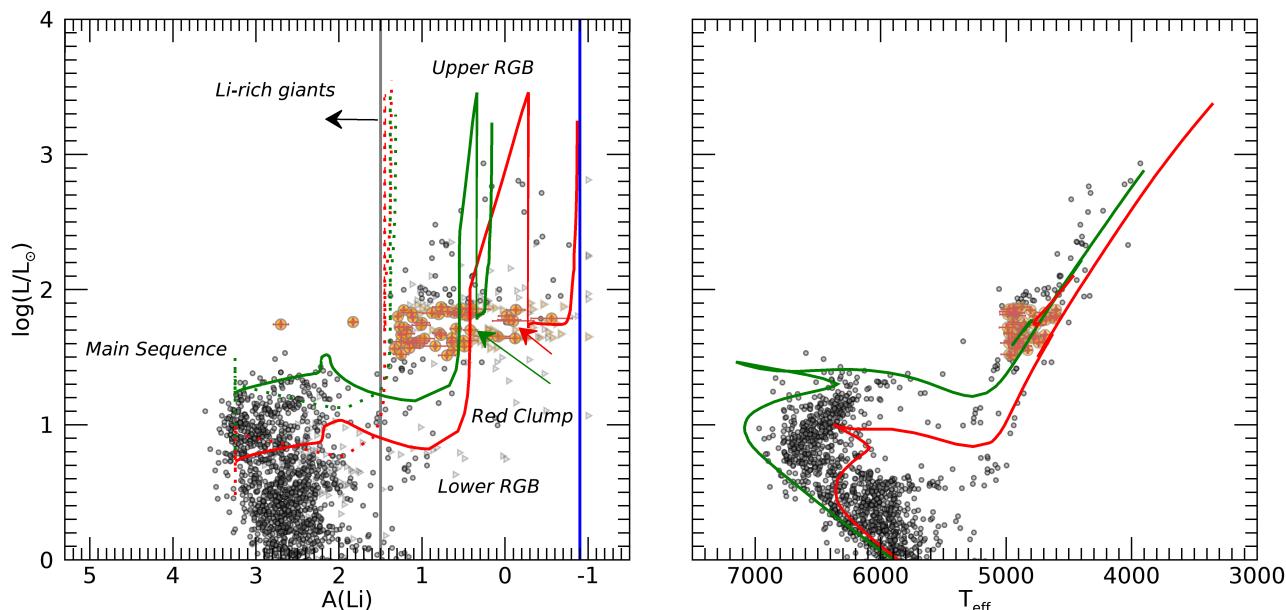 4
3
2
1
0
log(L/L☉)
Li-rich giants
Upper RGB
Main Sequence
Red Clump
Lower RGB
5 4 3 2 1 0 -1
A(Li)
7000 6000 5000 4000 3000
T_eff